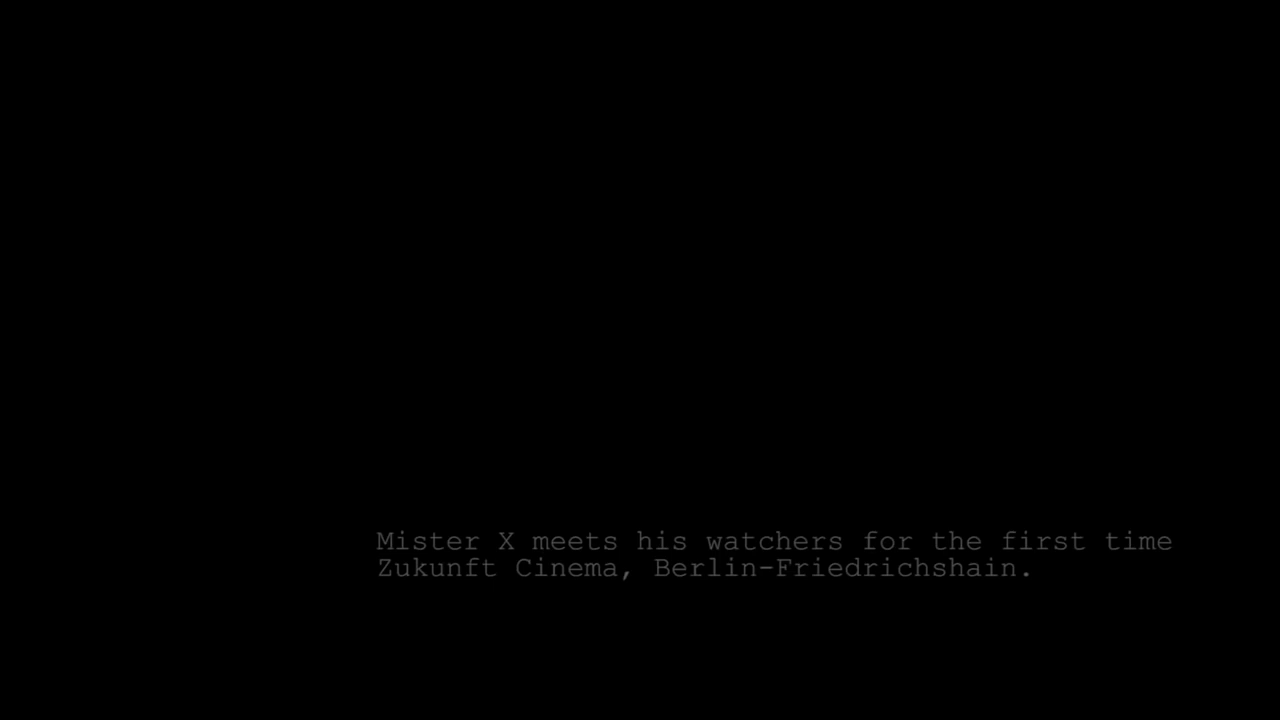 Mister X meets his watchers for the first time
Zukunft Cinema, Berlin-Friedrichshain.